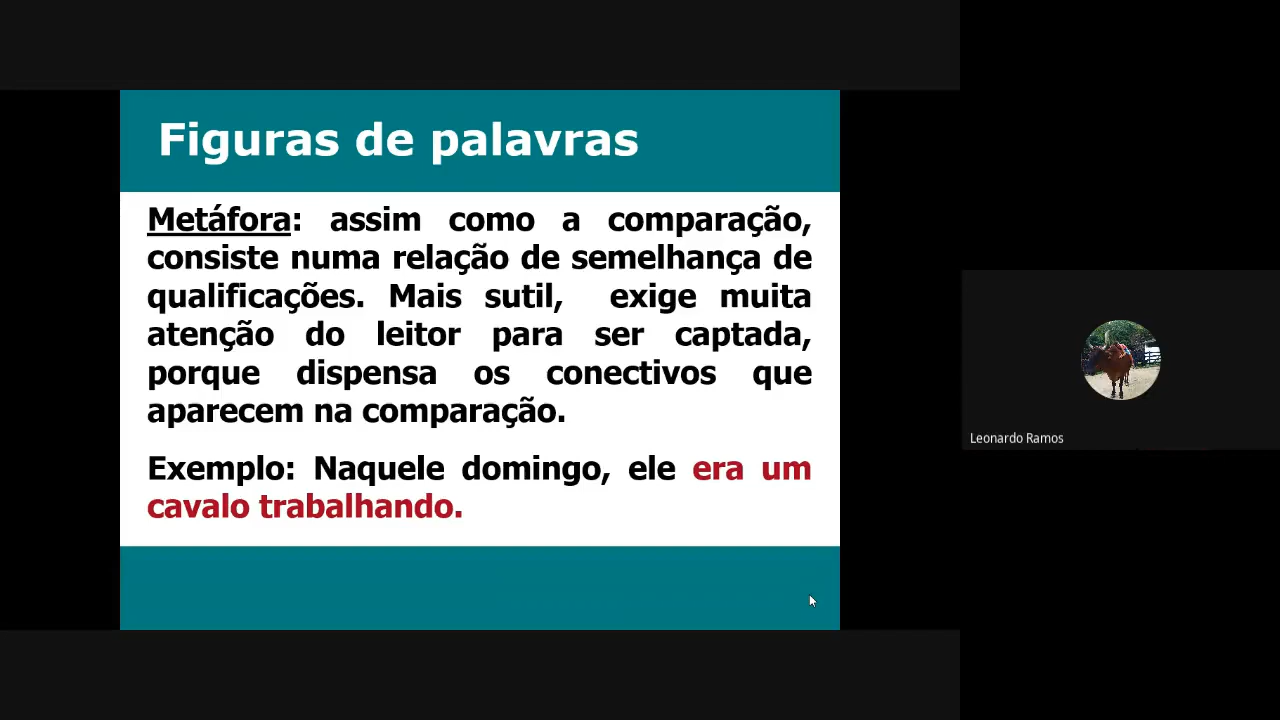 Figuras de palavras
Metáfora: assim como a comparação,
consiste numa relação de semelhança de
qualificações. Mais sutil, exige muita
atenção do leitor para ser captada,
porque dispensa os conectivos que
aparecem na comparação.
Exemplo: Naquele domingo, ele era um
cavalo trabalhando.
Leonardo Ramos